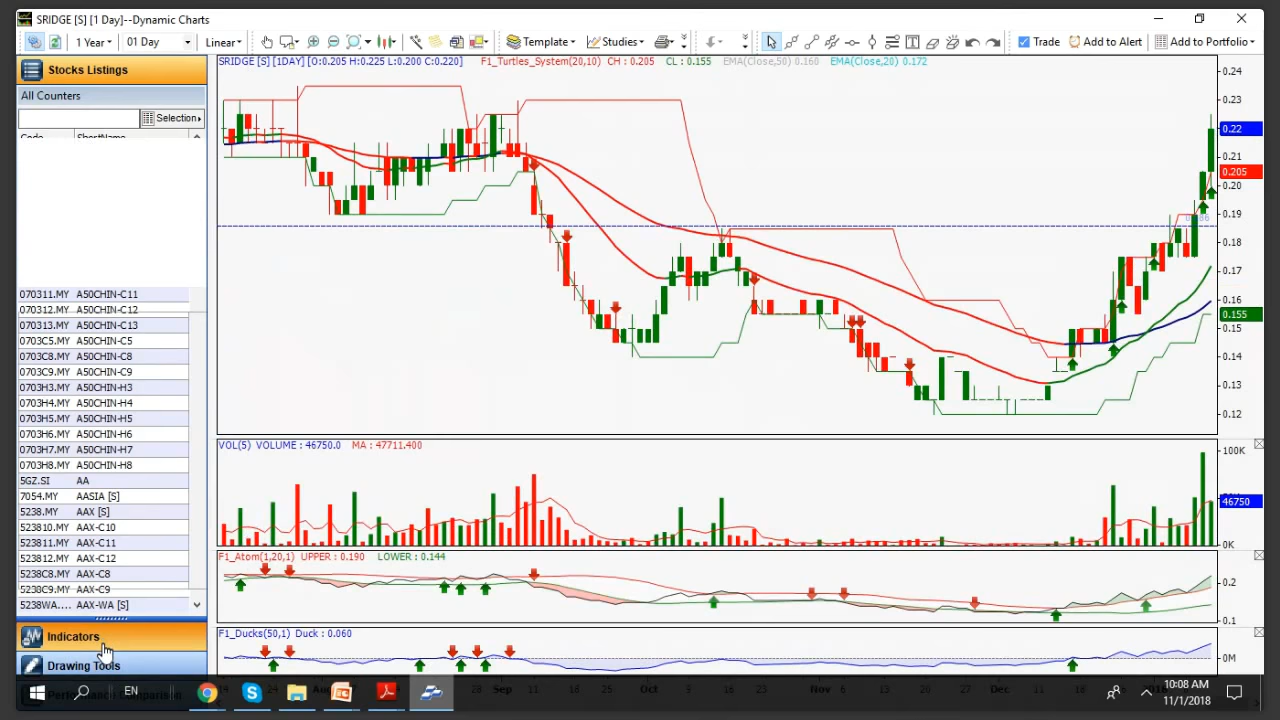 SRIDGE [S] [1 Day]--Dynamic Charts
1 Year
01 Day
Linear
Template
Studies
Trade
Add to Alert
Add to Portfolio
Stocks Listings
All Counters
Selection
Code ShortName
070311.MY A50CHIN-C11
070312.MY A50CHIN-C12
070313.MY A50CHIN-C13
0703C5.MY A50CHIN-C5
0703C8.MY A50CHIN-C8
0703C9.MY A50CHIN-C9
0703H3.MY A50CHIN-H3
0703H4.MY A50CHIN-H4
0703H5.MY A50CHIN-H5
0703H6.MY A50CHIN-H6
0703H7.MY A50CHIN-H7
0703H8.MY A50CHIN-H8
5GZ.SI AA
7054.MY AASIA [S]
5238.MY AAX [S]
523810.MY AAX-C10
523811.MY AAX-C11
523812.MY AAX-C12
5238C8.MY AAX-C8
5238C9.MY AAX-C9
5238WA.... AAX-WA [S]
Indicators
Drawing Tools
SRIDGE [S] [1DAY] [O:0.205 H:0.225 L:0.200 C:0.220] F1_Turtles_System(20,10) CH : 0.205 CL : 0.155 EMA(Close,50) 0.160 EMA(Close,20) 0.172
0.24
0.23
0.22
0.21
0.205
0.20
0.19
0.18
0.17
0.16
0.155
0.15
0.14
0.13
0.12
VOL(5) VOLUME : 46750.0 MA : 47711.400
100K
46750
0K
F1_Atom(1,20,1) UPPER : 0.190 LOWER : 0.144
0.2
0.1
F1_Ducks(50,1) Duck : 0.060
0M
28 Sep 11 18 25 Oct 9 16 23 Nov 6 13 20 27 Dec 11 18
EN
10:08 AM
11/1/2018